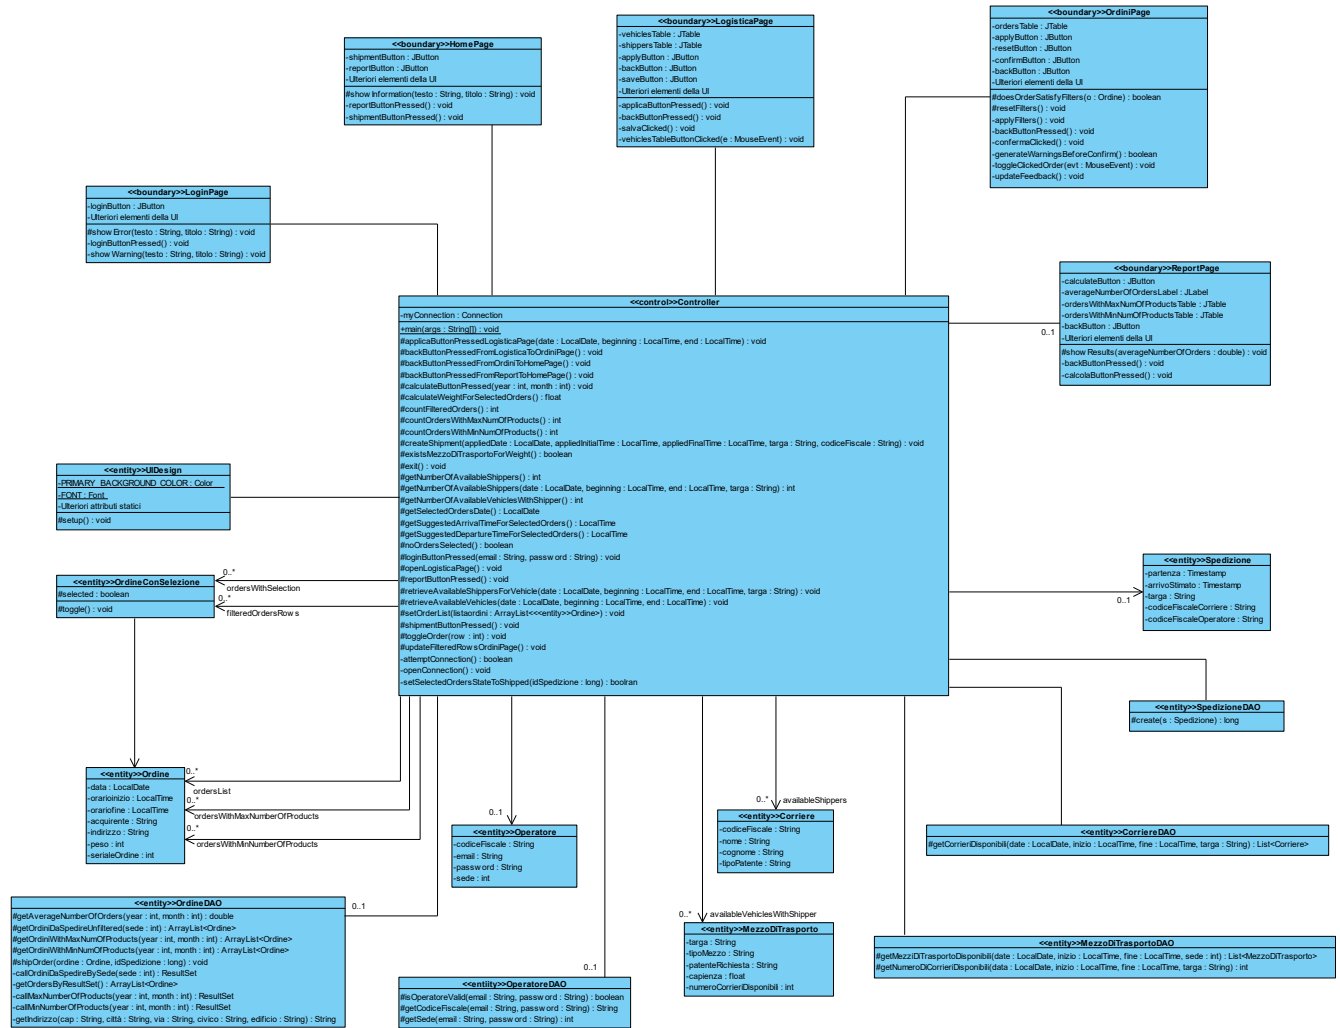 <<boundary>>HomePage
-shipmentButton : JButton
-reportButton : JButton
-Ulteriori elementi della UI
#show Information(testo : String, titolo : String) : void
-reportButtonPressed() : void
-shipmentButtonPressed() : void
<<boundary>>LogisticaPage
-vehiclesTable : JTable
-shippersTable : JTable
-applyButton : JButton
-backButton : JButton
-saveButton : JButton
-Ulteriori elementi della UI
-applicaButtonPressed() : void
-backButtonPressed() : void
-salvaClicked() : void
-vehiclesTableButtonClicked(e : MouseEvent) : void
<<boundary>>OrdiniPage
-ordersTable : JTable
-applyButton : JButton
-resetButton : JButton
-confirmButton : JButton
-backButton : JButton
-Ulteriori elementi della UI
#doesOrderSatisfyFilters(o : Ordine) : boolean
#resetFilters() : void
-applyFilters() : void
-backButtonPressed() : void
-confermaClicked() : void
-generateWarningsBeforeConfirm() : boolean
-toggleClickedOrder(evt : MouseEvent) : void
-updateFeedback() : void
<<boundary>>LoginPage
-loginButton : JButton
-Ulteriori elementi della UI
#show Error(testo : String, titolo : String) : void
-loginButtonPressed() : void
-show Warning(testo : String, titolo : String) : void
<<boundary>>ReportPage
-calculateButton : JButton
-averageNumberOfOrdersLabel : JLabel
-ordersWithMaxNumOfProductsTable : JTable
-ordersWithMinNumOfProductsTable : JTable
-backButton : JButton
-Ulteriori elementi della UI
#show Results(averageNumberOfOrders : double) : void
-backButtonPressed() : void
-calcolaButtonPressed() : void
0..1
<<control>>Controller
-myConnection : Connection
+main(args : String[]) : void
#applicaButtonPressedLogisticaPage(date : LocalDate, beginning : LocalTime, end : LocalTime) : void
#backButtonPressedFromLogisticaToOrdiniPage() : void
#backButtonPressedFromOrdiniToHomePage() : void
#backButtonPressedFromReportToHomePage() : void
#calculateButtonPressed(year : int, month : int) : void
#calculateWeightForSelectedOrders() : float
#countFilteredOrders() : int
#countOrdersWithMaxNumOfProducts() : int
#countOrdersWithMinNumOfProducts() : int
#createShipment(appliedDate : LocalDate, appliedInitialTime : LocalTime, appliedFinalTime : LocalTime, targa : String, codiceFiscale : String) : void
#existsMezzoDiTrasportoForWeight() : boolean
#exit() : void
#getNumberOfAvailableShippers() : int
#getNumberOfAvailableShippers(date : LocalDate, beginning : LocalTime, end : LocalTime, targa : String) : int
#getNumberOfAvailableVehiclesWithShipper() : int
#getSelectedOrdersDate() : LocalDate
#getSuggestedArrivalTimeForSelectedOrders() : LocalTime
#getSuggestedDepartureTimeForSelectedOrders() : LocalTime
#noOrdersSelected() : boolean
#loginButtonPressed(email : String, passw ord : String) : void
#openLogisticaPage() : void
#reportButtonPressed() : void
#retrieveAvailableShippersForVehicle(date : LocalDate, beginning : LocalTime, end : LocalTime, targa : String) : void
#retrieveAvailableVehicles(date : LocalDate, beginning : LocalTime, end : LocalTime) : void
#setOrderList(listaordini : ArrayList<<<entity>>Ordine>) : void
#shipmentButtonPressed() : void
#toggleOrder(row : int) : void
#updateFilteredRow sOrdiniPage() : void
-attemptConnection() : boolean
-openConnection() : void
-setSelectedOrdersStateToShipped(idSpedizione : long) : boolran
<<entity>>UIDesign
-PRIMARY_BACKGROUND_COLOR : Color
-FONT : Font
-Ulteriori attributi statici
#setup() : void
<<entity>>OrdineConSelezione
#selected : boolean
#toggle() : void
0..*
ordersWithSelection
0..*
filteredOrdersRow s
<<entity>>Spedizione
-partenza : Timestamp
-arrivoStimato : Timestamp
-targa : String
-codiceFiscaleCorriere : String
-codiceFiscaleOperatore : String
0..1
<<entity>>SpedizioneDAO
#create(s : Spedizione) : long
<<entity>>Ordine
-data : LocalDate
-orarioinizio : LocalTime
-orariofine : LocalTime
-acquirente : String
-indirizzo : String
-peso : int
-serialeOrdine : int
0..*
ordersList
0..*
ordersWithMaxNumberOfProducts
0..*
ordersWithMinNumberOfProducts
0..1
<<entity>>Operatore
-codiceFiscale : String
-email : String
-passw ord : String
-sede : int
0..*
availableShippers
<<entity>>Corriere
-codiceFiscale : String
-nome : String
-cognome : String
-tipoPatente : String
<<entity>>CorriereDAO
#getCorrieriDisponibili(date : LocalDate, inizio : LocalTime, fine : LocalTime, targa : String) : List<Corriere>
<<entity>>OrdineDAO
#getAverageNumberOfOrders(year : int, month : int) : double
#getOrdiniDaSpedireUnfiltered(sede : int) : ArrayList<Ordine>
#getOrdiniWithMaxNumOfProducts(year : int, month : int) : ArrayList<Ordine>
#getOrdiniWithMinNumOfProducts(year : int, month : int) : ArrayList<Ordine>
#shipOrder(ordine : Ordine, idSpedizione : long) : void
-callOrdiniDaSpedireBySede(sede : int) : ResultSet
-getOrdersByResultSet() : ArrayList<Ordine>
-callMaxNumberOfProducts(year : int, month : int) : ResultSet
-callMinNumberOfProducts(year : int, month : int) : ResultSet
-getIndirizzo(cap : String, città : String, via : String, civico : String, edificio : String) : String
0..1
0..1
<<entiity>>OperatoreDAO
#isOperatoreValid(email : String, passw ord : String) : boolean
#getCodiceFiscale(email : String, passw ord : String) : String
#getSede(email : String, passw ord : String) : int
0..*
availableVehiclesWithShipper
<<entity>>MezzoDiTrasporto
-targa : String
-tipoMezzo : String
-patenteRichiesta : String
-capienza : float
-numeroCorrieriDisponibili : int
<<entity>>MezzoDiTrasportoDAO
#getMezziDiTrasportoDisponibili(date : LocalDate, inizio : LocalTime, fine : LocalTime, sede : int) : List<MezzoDiTrasporto>
#getNumeroDiCorrieriDisponibili(date : LocalDate, inizio : LocalTime, fine : LocalTime, targa : String) : int